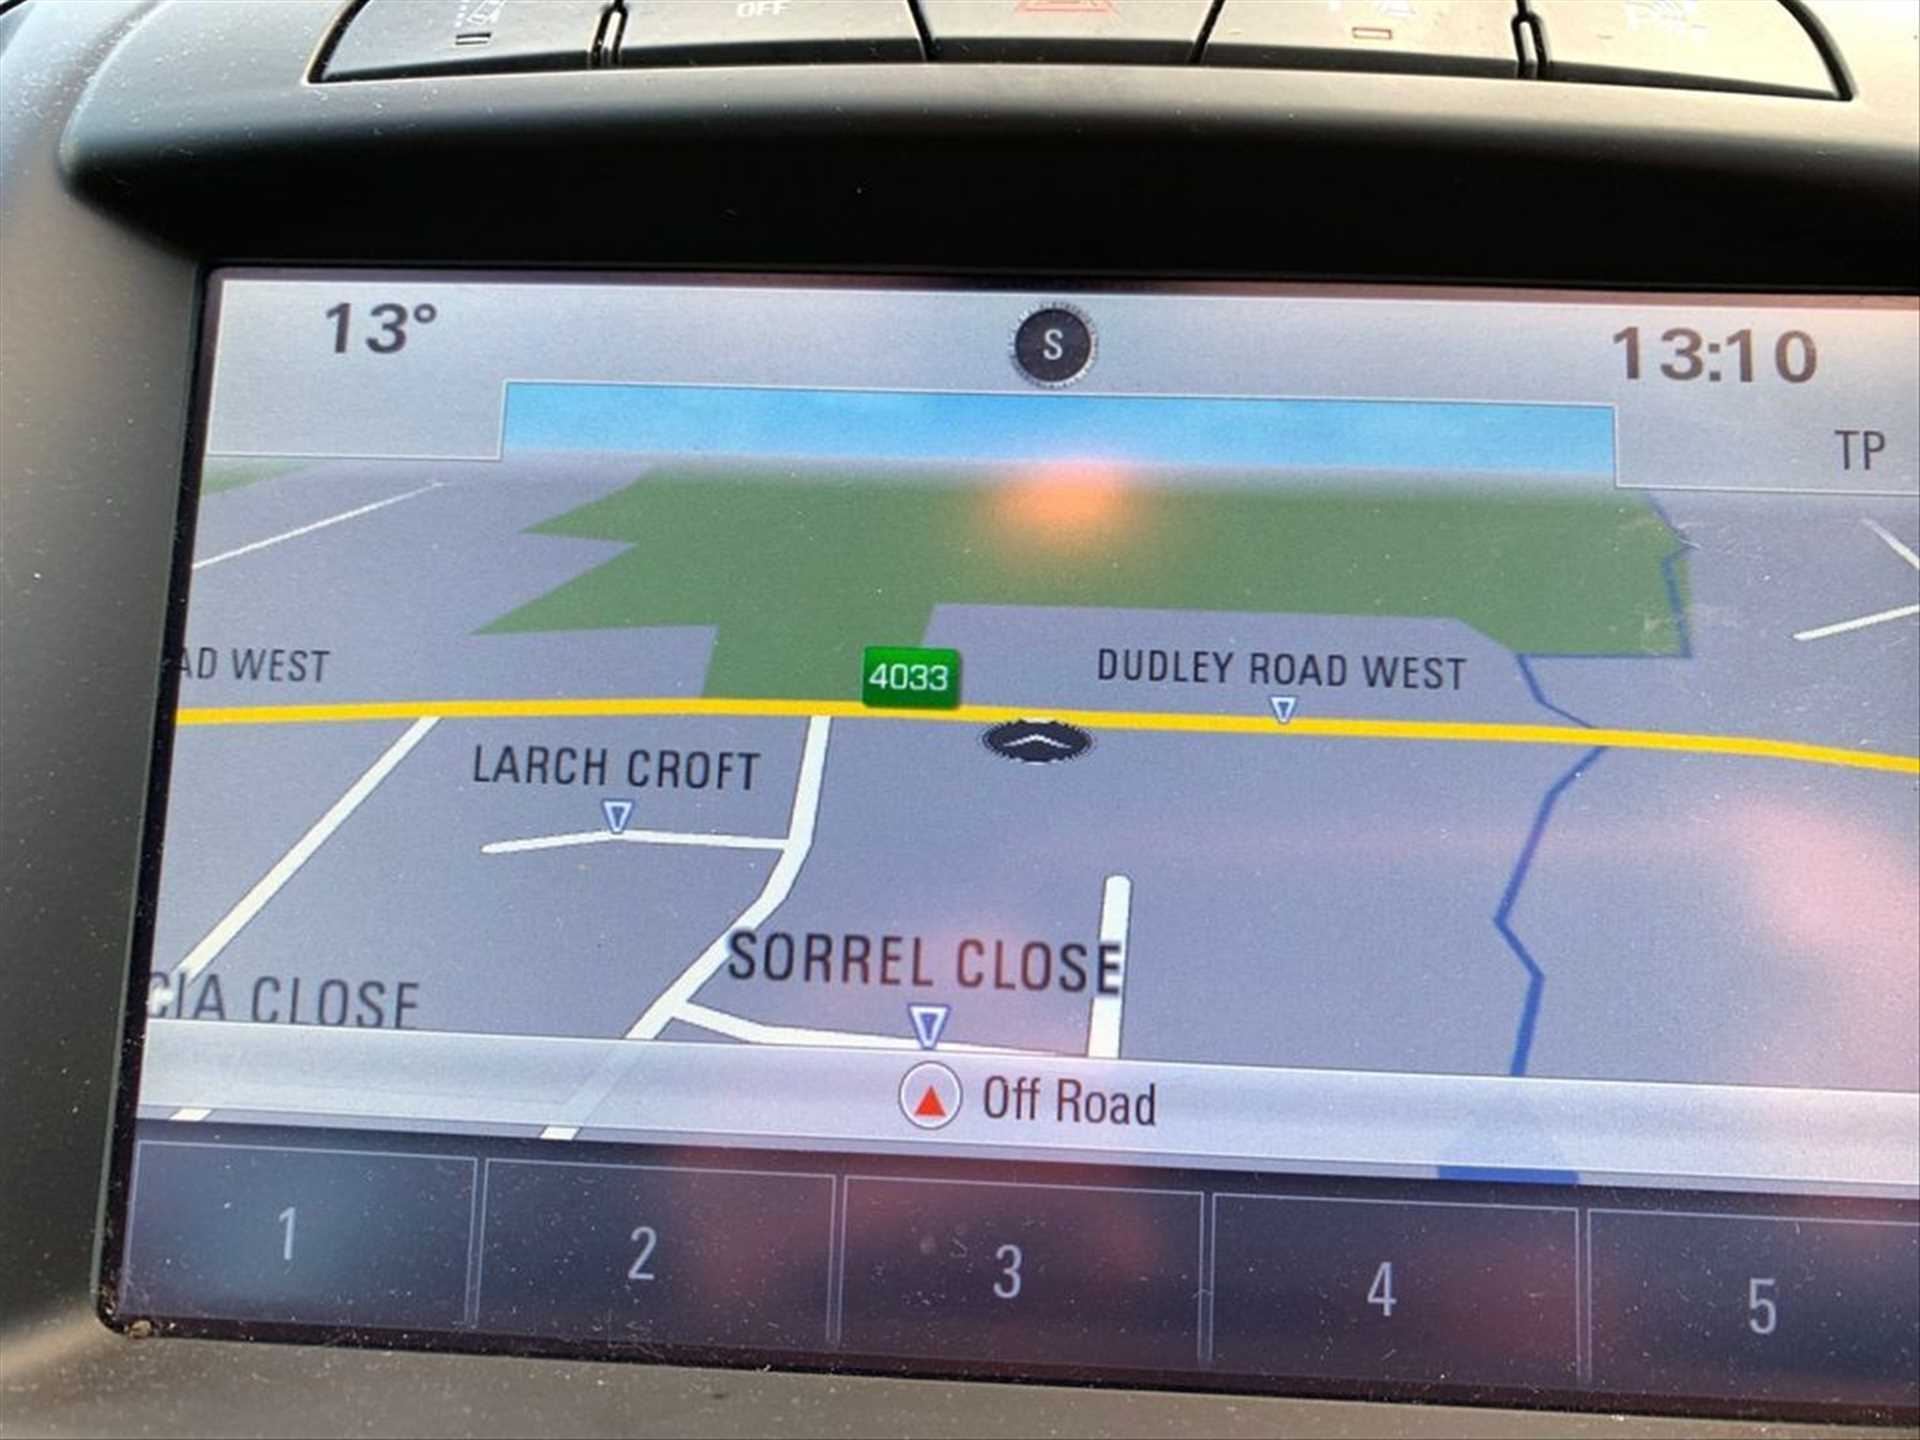 OFF
13°
S
13:10
TP
AD WEST
4033
DUDLEY ROAD WEST
LARCH CROFT
SORREL CLOSE
CIA CLOSE
Off Road
1
2
3
4
5